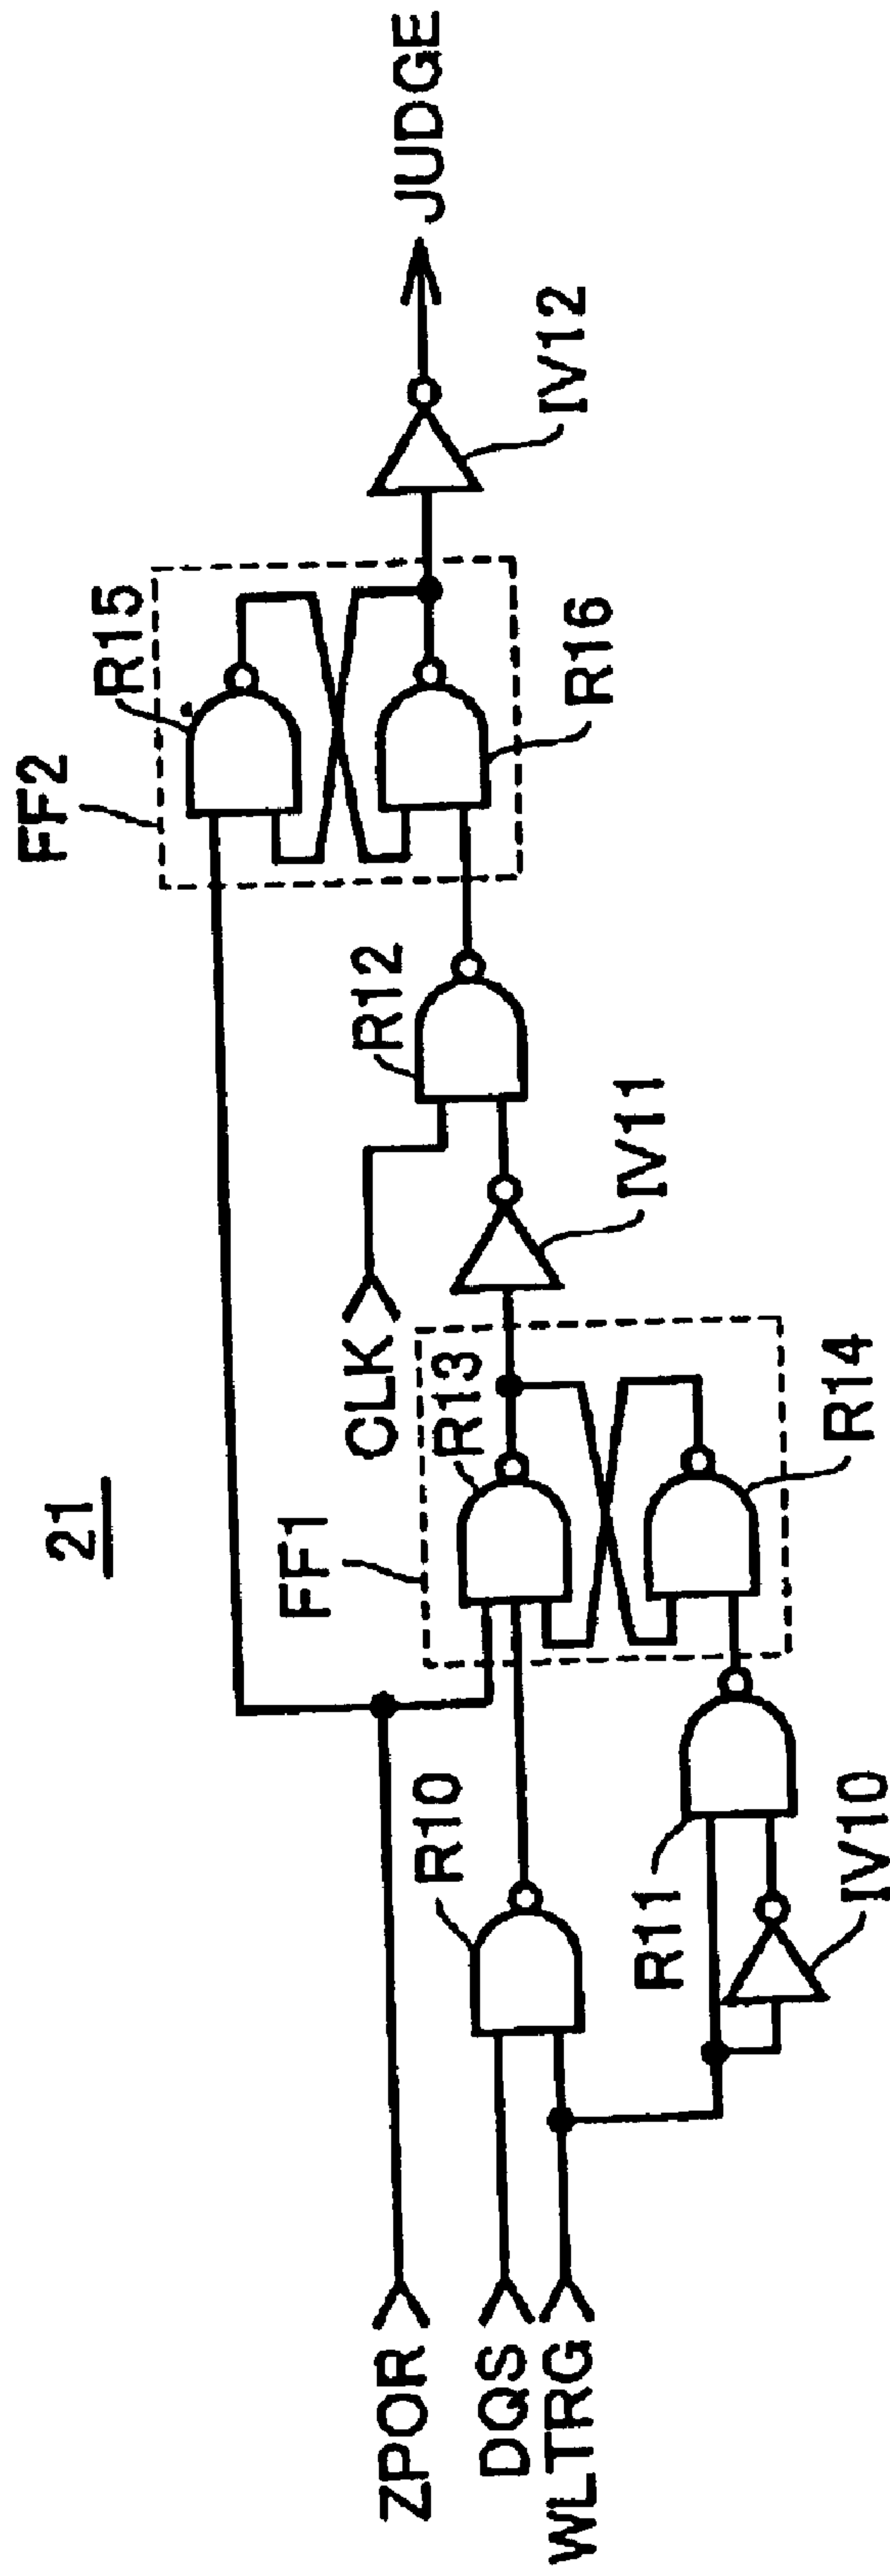 21
FF2
R15
R16
JUDGE
IV12
R12
CLK
IV11
FF1
R13
R14
ZPOR
DQS
WLTRG
R10
R11
IV10